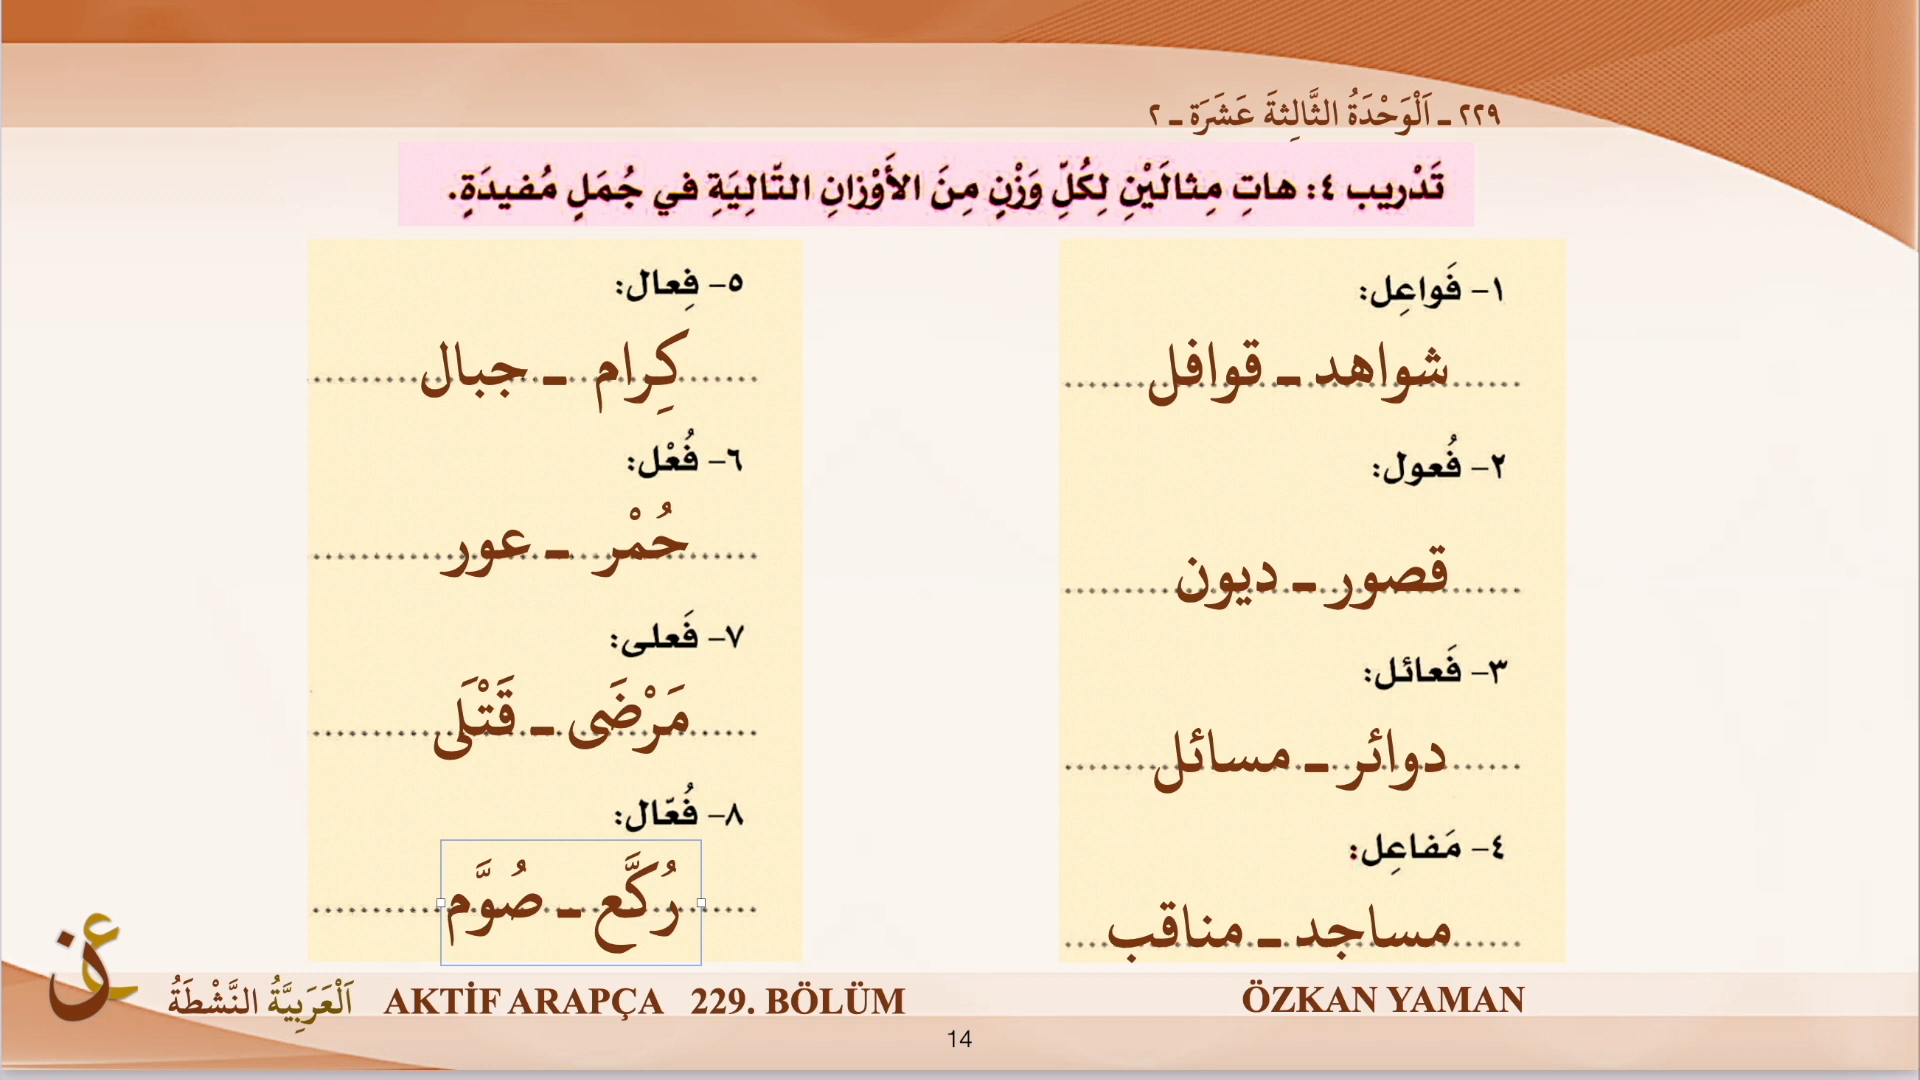 ٢٢٩ ـ اَلْوَحْدَةُ الثَّالِثةَ عَشَرَة ـ ٢
تَدْريب ٤: هاتِ مِثالَيْنِ لِكُلِّ وَزْنٍ مِنَ الأَوْزانِ التّالِيَةِ في جُمَلٍ مُفيدَةٍ.
١- فَواعِل:
شواهد ـ قوافل
٢- فُعول:
قصور ـ ديون
٣- فَعائل:
دوائر ـ مسائل
٤- مَفاعِل:
مساجد ـ مناقب
٥- فِعال:
كِرام ـ جبال
٦- فُعْل:
حُمْر ـ عور
٧- فَعلى:
مَرْضَى ـ قَتْلَى
٨- فُعّال:
رُكَّع ـ صُوَّم
ن ع
اَلْعَرَبِيَّةُ النَّشْطَةُ AKTİF ARAPÇA 229. BÖLÜM ÖZKAN YAMAN
14